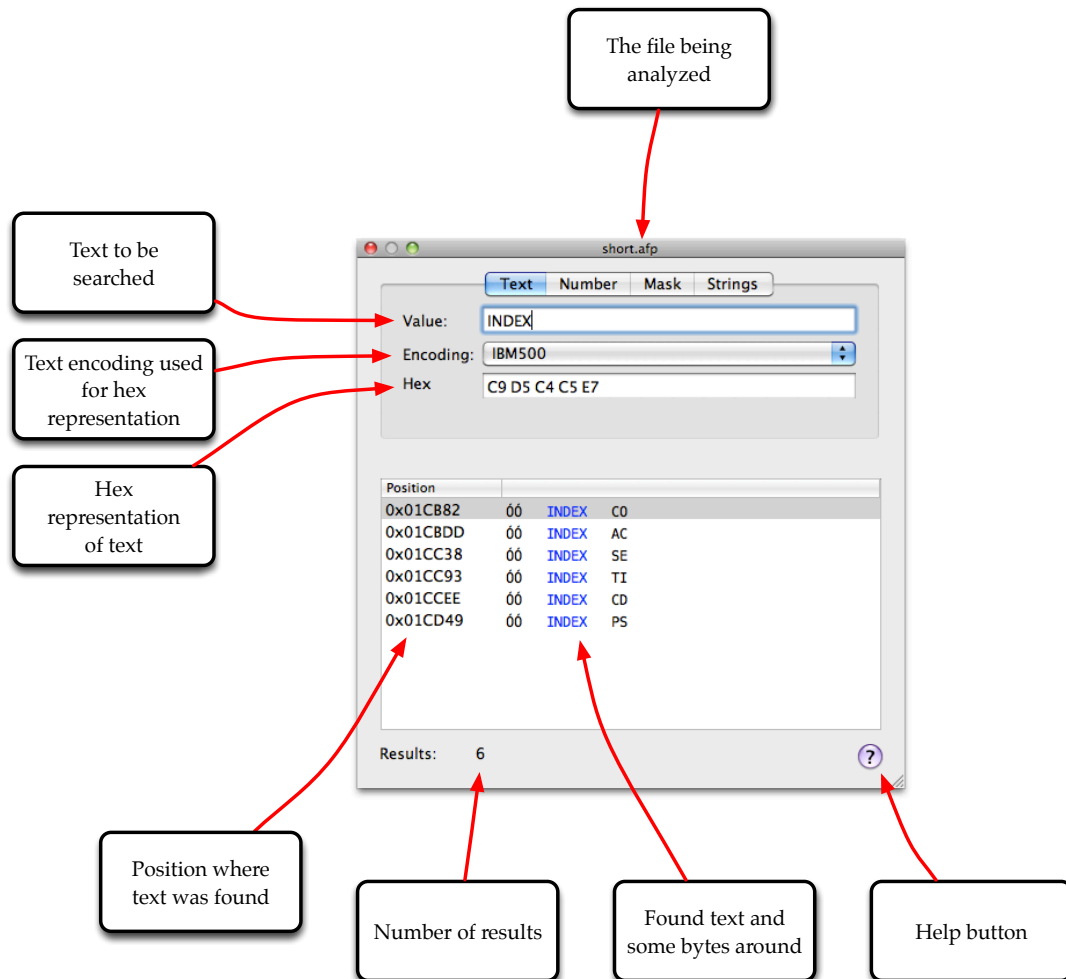 The file being
analyzed
Text to be
searched
Text encoding used
for hex
representation
Hex
representation
of text
short.afp
Text Number Mask Strings
Value: INDEX
Encoding: IBM500
Hex C9 D5 C4 C5 E7
Position
0x01CB82 óó INDEX CO
0x01CBDD óó INDEX AC
0x01CC38 óó INDEX SE
0x01CC93 óó INDEX TI
0x01CCEE óó INDEX CD
0x01CD49 óó INDEX PS
Results: 6
?
Position where
text was found
Number of results
Found text and
some bytes around
Help button